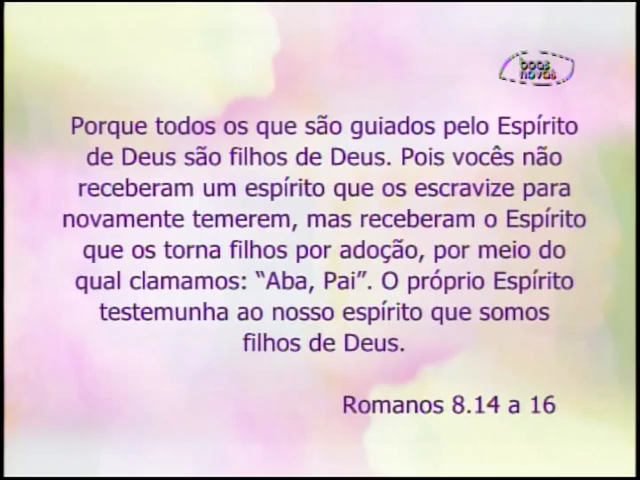 boas
novas
Porque todos os que são guiados pelo Espírito
de Deus são filhos de Deus. Pois vocês não
receberam um espírito que os escravize para
novamente temerem, mas receberam o Espírito
que os torna filhos por adoção, por meio do
qual clamamos: “Aba, Pai”. O próprio Espírito
testemunha ao nosso espírito que somos
filhos de Deus.
Romanos 8.14 a 16